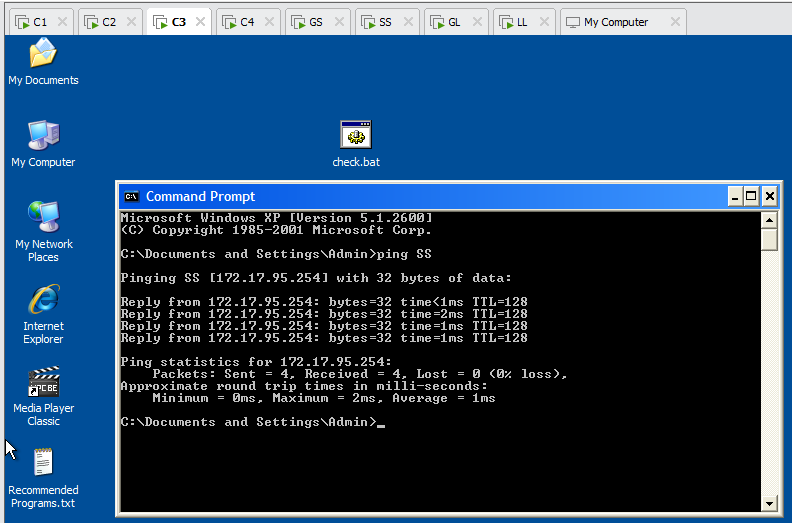 C1
C2
C3
C4
GS
SS
GL
LL
My Computer
My Documents
My Computer
check.bat
My Network
Places
Internet
Explorer
Media Player
Classic
Recommended
Programs.txt
Command Prompt
Microsoft Windows XP [Version 5.1.2600]
(C) Copyright 1985-2001 Microsoft Corp.
C:\Documents and Settings\Admin>ping SS
Pinging SS [172.17.95.254] with 32 bytes of data:
Reply from 172.17.95.254: bytes=32 time<1ms TTL=128
Reply from 172.17.95.254: bytes=32 time=2ms TTL=128
Reply from 172.17.95.254: bytes=32 time=1ms TTL=128
Reply from 172.17.95.254: bytes=32 time=1ms TTL=128
Ping statistics for 172.17.95.254:
Packets: Sent = 4, Received = 4, Lost = 0 (0% loss),
Approximate round trip times in milli-seconds:
Minimum = 0ms, Maximum = 2ms, Average = 1ms
C:\Documents and Settings\Admin>_